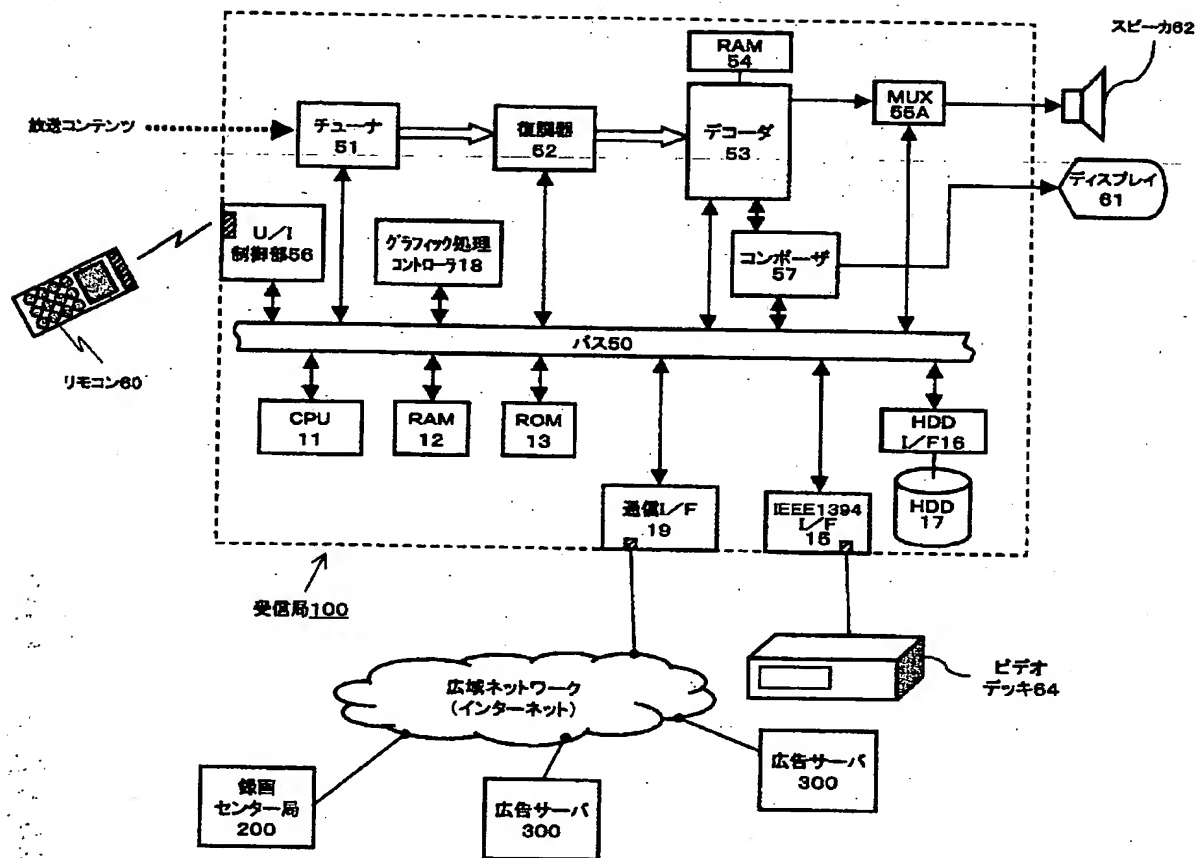 スピーカ62
RAM
54
MUX
55A
放送コンテンツ
チューナ
51
復調器
52
デコーダ
53
ディスプレイ
61
U/I
制御部56
グラフィック処理
コントローラ18
コンポーザ
57
バス50
リモコン60
CPU
11
RAM
12
ROM
13
HDD
I/F16
通信I/F
19
IEEE1394
I/F
15
HDD
17
受信局100
広域ネットワーク
(インターネット)
ビデオ
デッキ64
録画
センター局
200
広告サーバ
300
広告サーバ
300